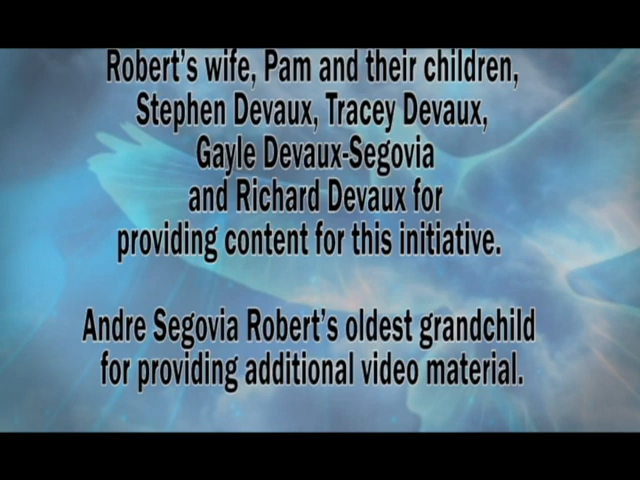 Robert's wife, Pam and their children,
Stephen Devaux, Tracey Devaux,
Gayle Devaux-Segovia
and Richard Devaux for
providing content for this initiative.
Andre Segovia Robert's oldest grandchild
for providing additional video material.